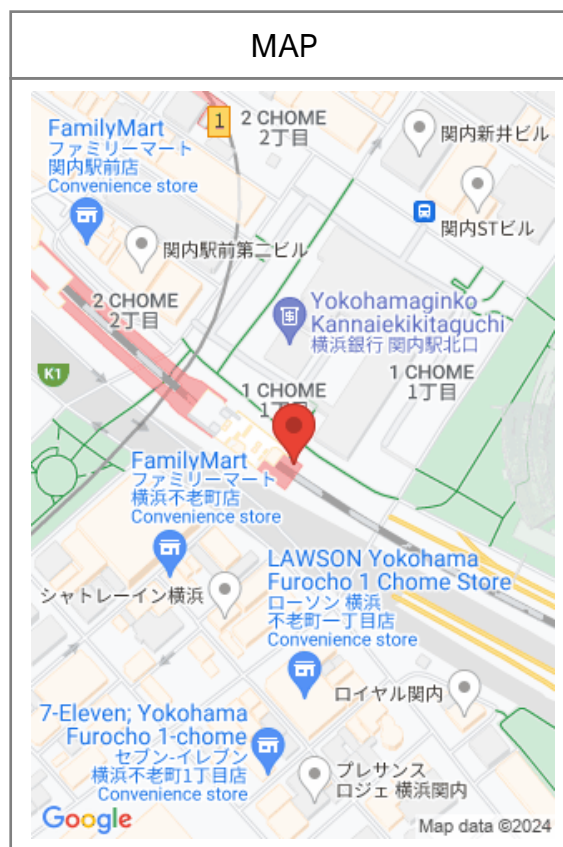 MAP
1
2 CHOME
2丁目
FamilyMart
ファミリーマート
関内駅前店
Convenience store
関内新井ビル
関内STビル
関内駅前第二ビル
2 CHOME
2丁目
Yokohamaginko
Kannaiekikitaguchi
横浜銀行 関内駅北口
K1
1 CHOME
1丁目
1 CHOME
1丁目
FamilyMart
ファミリーマート
横浜不老町店
Convenience store
LAWSON Yokohama
Furocho 1 Chome Store
ローソン 横浜
不老町一丁目店
Convenience store
シャトレーイン横浜
ロイヤル関内
7-Eleven; Yokohama
Furocho 1-chome
セブン-イレブン
横浜不老町1丁目店
Convenience store
プレサンス
ロジェ 横浜関内
Google
Map data ©2024